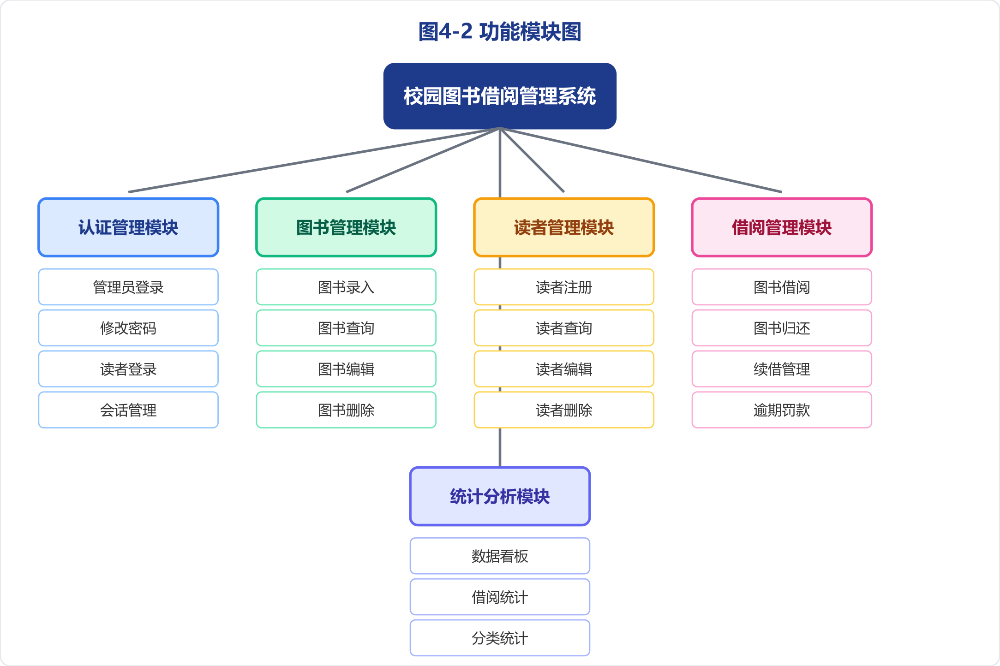 图4-2 功能模块图
校园图书借阅管理系统
认证管理模块
管理员登录
修改密码
读者登录
会话管理
图书管理模块
图书录入
图书查询
图书编辑
图书删除
读者管理模块
读者注册
读者查询
读者编辑
读者删除
借阅管理模块
图书借阅
图书归还
续借管理
逾期罚款
统计分析模块
数据看板
借阅统计
分类统计